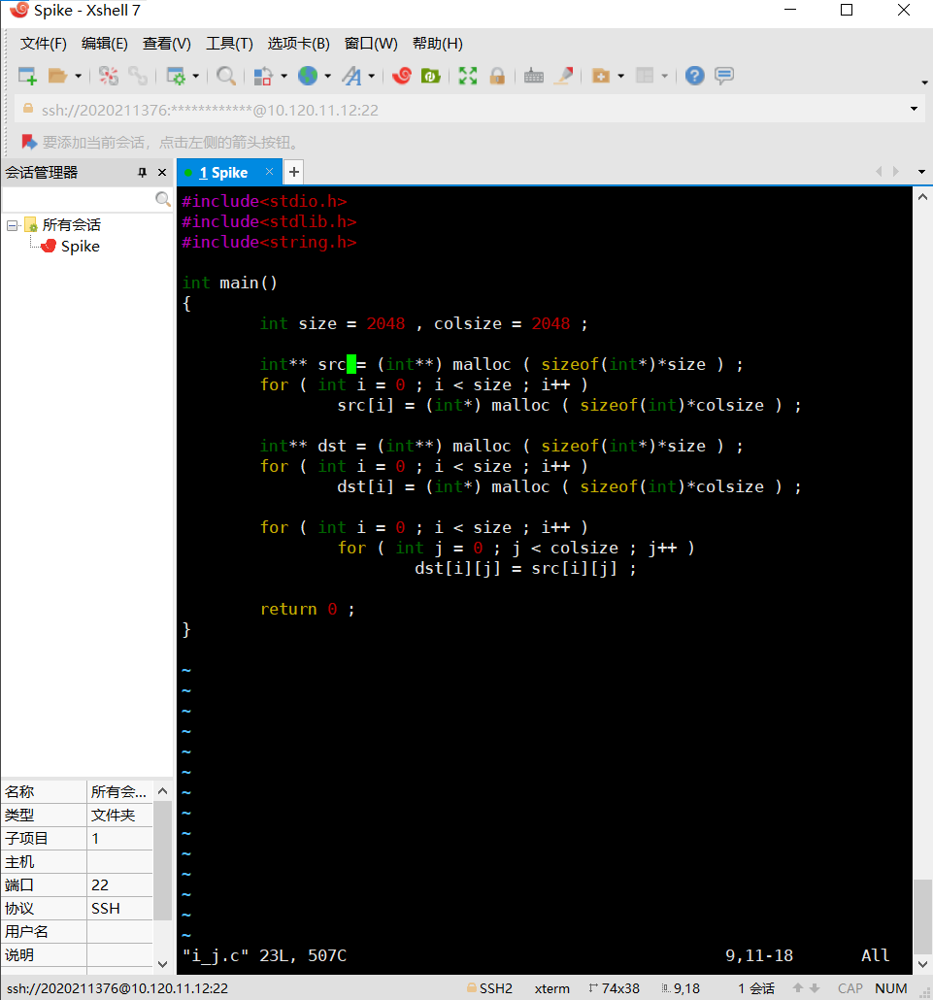 Spike - Xshell 7
文件(F) 编辑(E) 查看(V) 工具(T) 选项卡(B) 窗口(W) 帮助(H)
ssh://2020211376:************@10.120.11.12:22
要添加当前会话，点击左侧的箭头按钮。
会话管理器
1 Spike
所有会话
Spike
#include<stdio.h>
#include<stdlib.h>
#include<string.h>
int main()
{
int size = 2048 , colsize = 2048 ;
int** src = (int**) malloc ( sizeof(int*)*size ) ;
for ( int i = 0 ; i < size ; i++ )
src[i] = (int*) malloc ( sizeof(int)*colsize ) ;
int** dst = (int**) malloc ( sizeof(int*)*size ) ;
for ( int i = 0 ; i < size ; i++ )
dst[i] = (int*) malloc ( sizeof(int)*colsize ) ;
for ( int i = 0 ; i < size ; i++ )
for ( int j = 0 ; j < colsize ; j++ )
dst[i][j] = src[i][j] ;
return 0 ;
}
~
~
~
~
~
~
~
~
~
~
~
~
~
~
"i_j.c" 23L, 507C 9,11-18 All
名称 所有会...
类型 文件夹
子项目 1
主机
端口 22
协议 SSH
用户名
说明
ssh://2020211376@10.120.11.12:22 SSH2 xterm 74x38 9,18 1 会话 CAP NUM